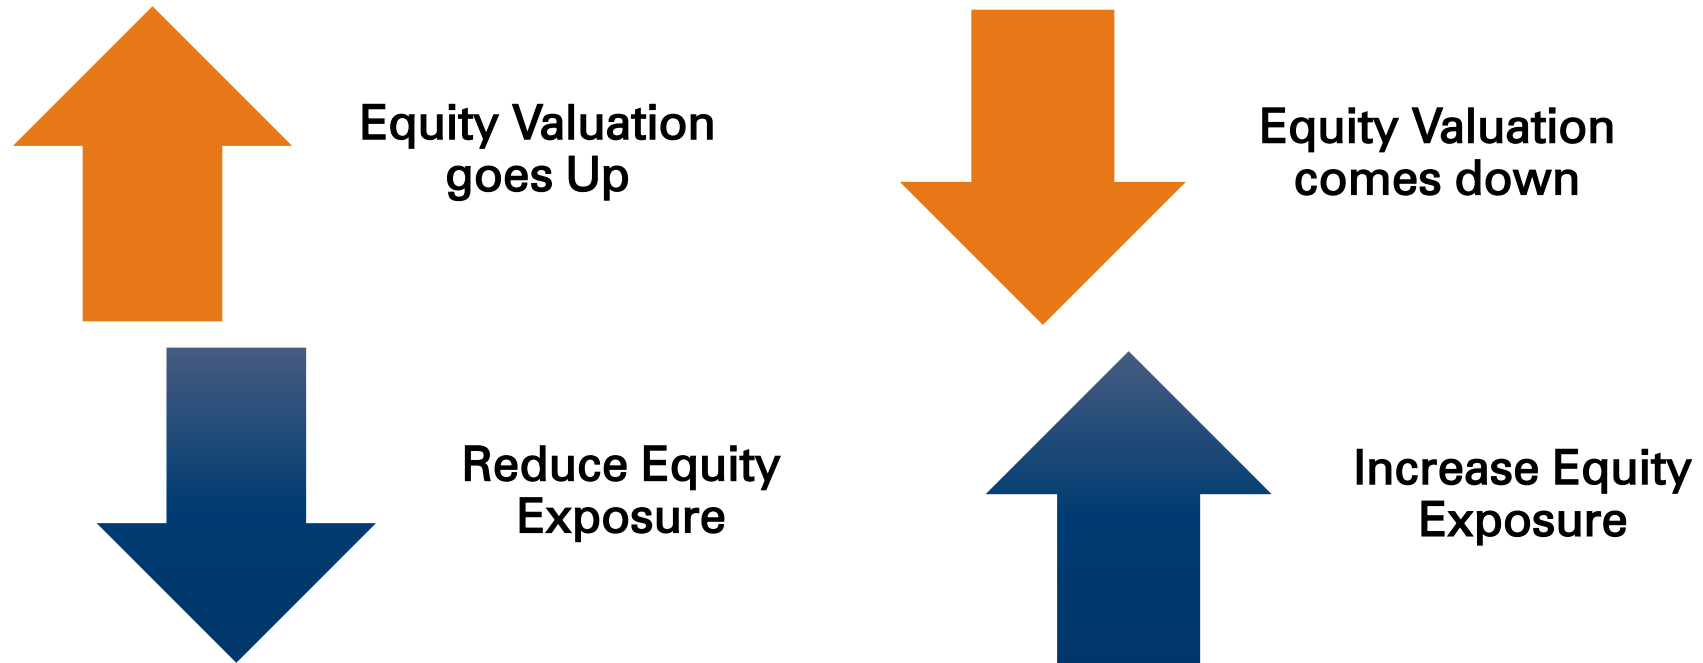 Equity Valuation
goes Up
Equity Valuation
comes down
Reduce Equity
Exposure
Increase Equity
Exposure